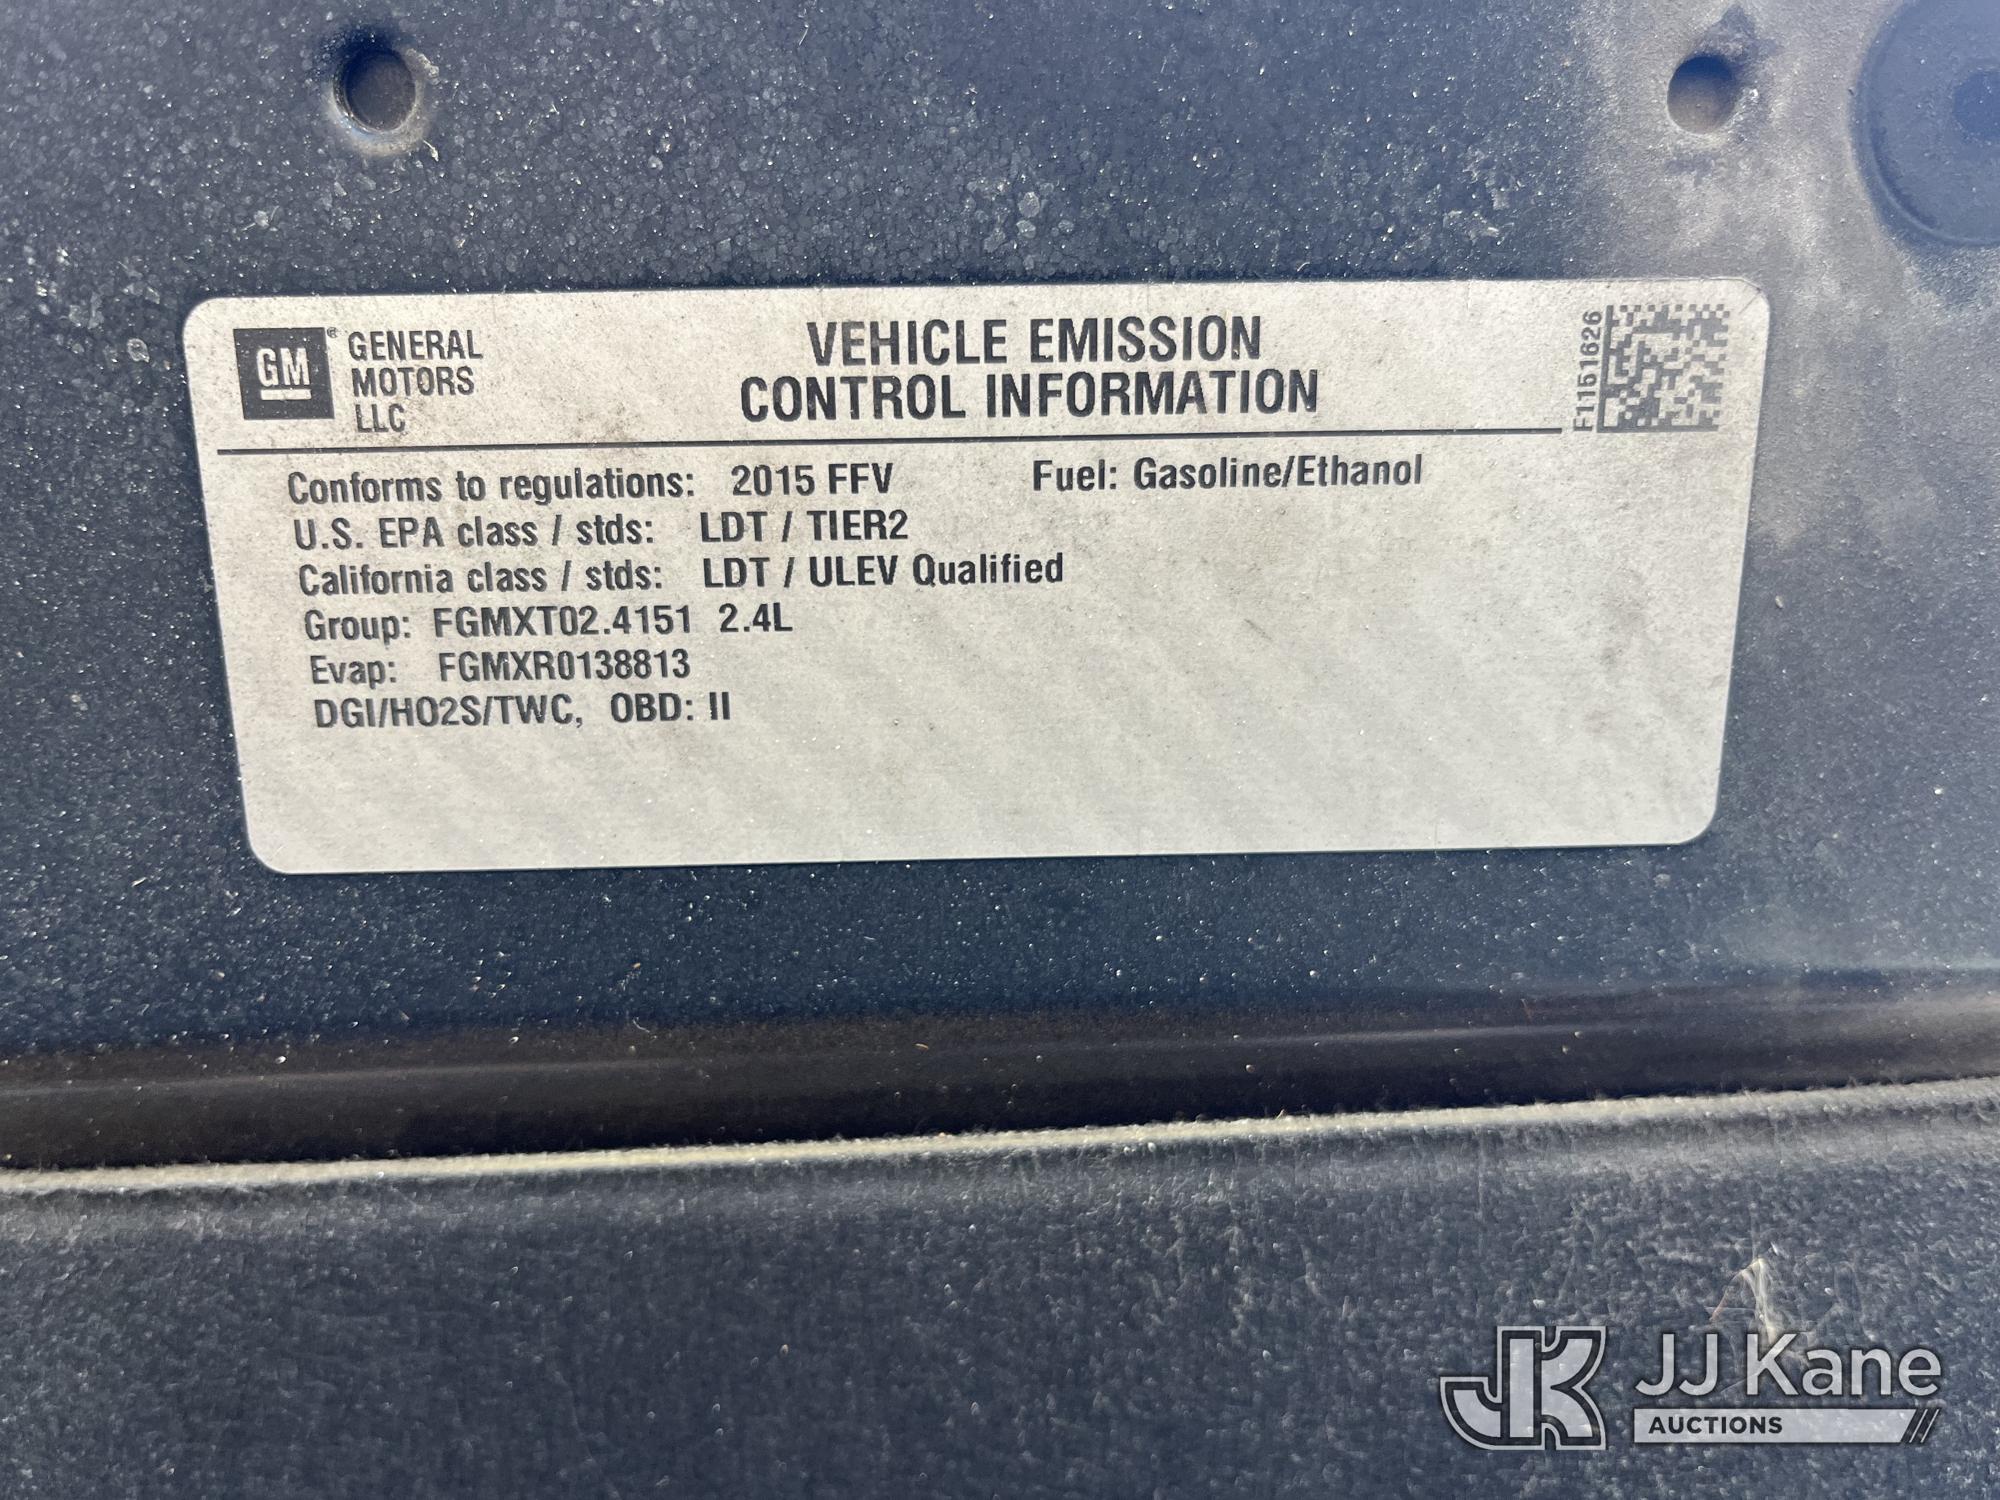 GM® GENERAL
MOTORS
LLC
VEHICLE EMISSION
CONTROL INFORMATION
F1151626
Conforms to regulations: 2015 FFV Fuel: Gasoline/Ethanol
U.S. EPA class / stds: LDT / TIER2
California class / stds: LDT / ULEV Qualified
Group: FGMXT02.4151 2.4L
Evap: FGMXR0138813
DGI/HO2S/TWC, OBD: II
JK JJ Kane
AUCTIONS